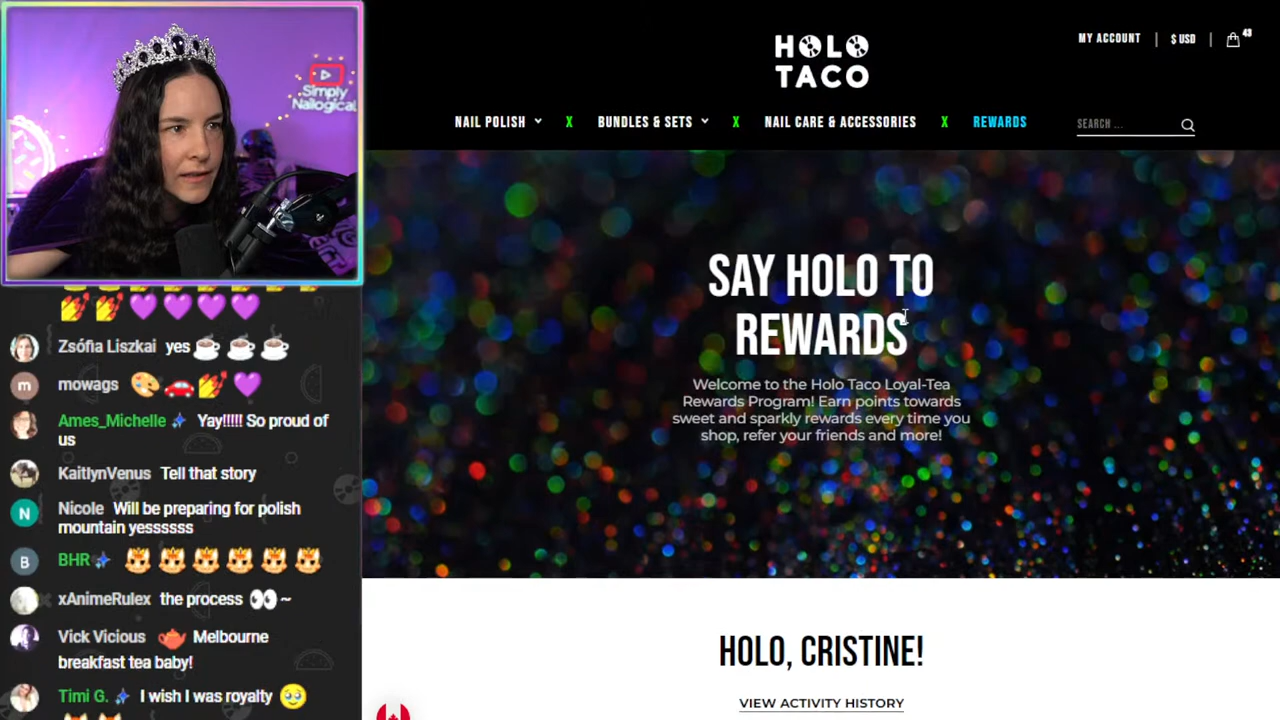 Simply
Nailogical
HOLO
TACO
MY ACCOUNT | $ USD | 43
NAIL POLISH X BUNDLES & SETS X NAIL CARE & ACCESSORIES X REWARDS
SEARCH ...
SAY HOLO TO
REWARDS
Welcome to the Holo Taco Loyal-Tea
Rewards Program! Earn points towards
sweet and sparkly rewards every time you
shop, refer your friends and more!
HOLO, CRISTINE!
VIEW ACTIVITY HISTORY
Zsófia Liszkai yes ☕☕☕
m
mowags 🎨🚗💅💜
Ames_Michelle Yay!!!!! So proud of
us
KaitlynVenus Tell that story
N
Nicole Will be preparing for polish
mountain yessssss
B
BHR
xAnimeRulex the process 👀 ~
Vick Vicious 🫖 Melbourne
breakfast tea baby!
Timi G. I wish I was royalty 🥹